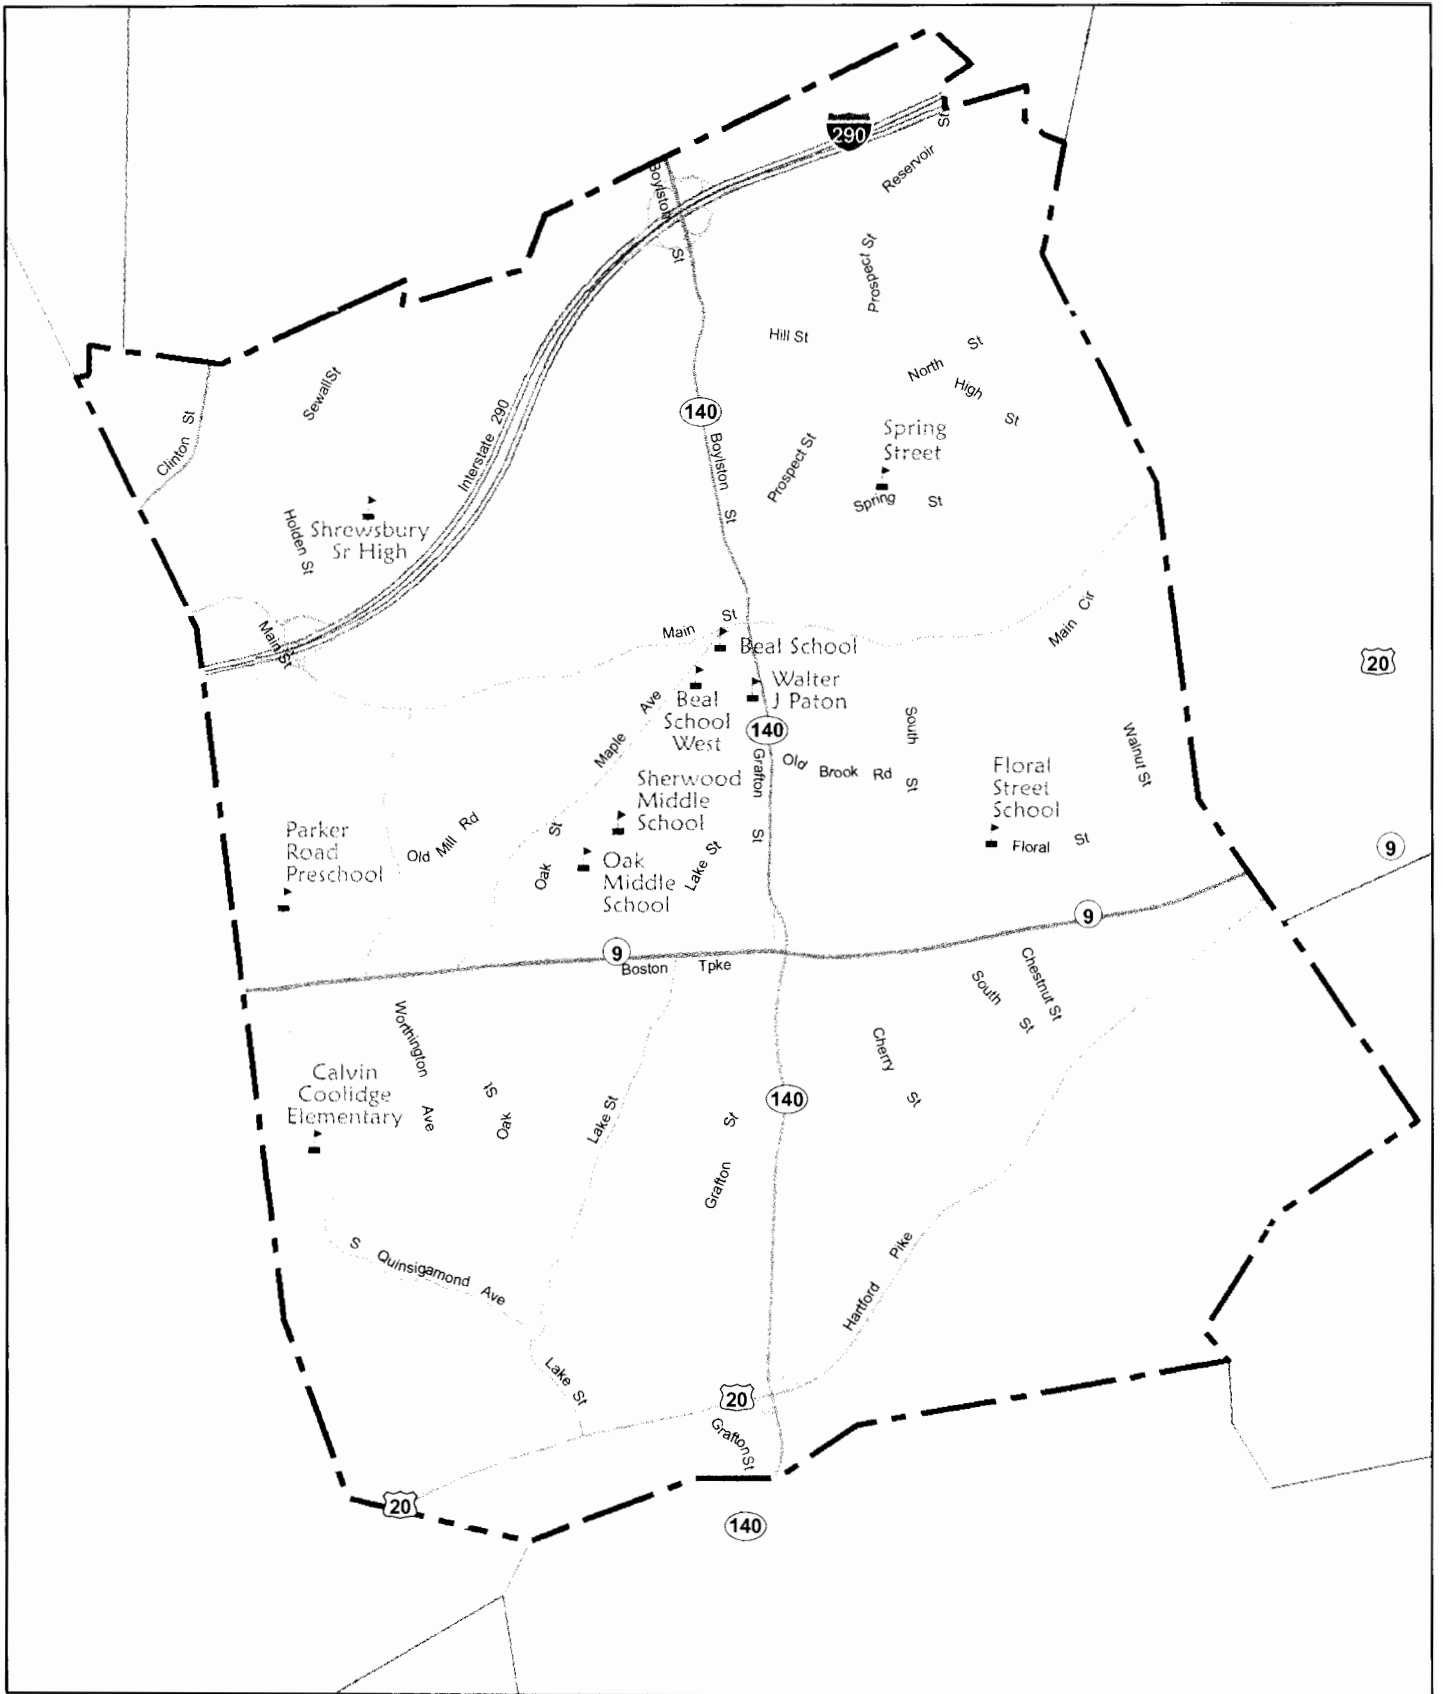 290
St
Reservoir
Boylston
St
Prospect St
Hill St
St
North
High
St
Sewall St
Interstate 290
140
Clinton St
Spring
Street
Boylston
St
Prospect St
Spring St
Holden St
Shrewsbury
Sr High
Main St
Main St
Beal School
Main Cir
20
Walter
J Paton
Beal
School
West
Maple Ave
140
Grafton
St
Old Brook Rd
South
St
Walnut St
Floral
Street
School
Floral St
Sherwood
Middle
School
Parker
Road
Preschool
Old Mill Rd
Oak St
Oak
Middle
School
Lake St
9
9
9
Boston Tpke
Chestnut St
South
St
Worthington
Ave
Cherry
St
Calvin
Coolidge
Elementary
St
Oak
Lake St
140
Grafton St
S Quinsigamond Ave
Hartford Pike
Lake St
20
Grafton St
20
140